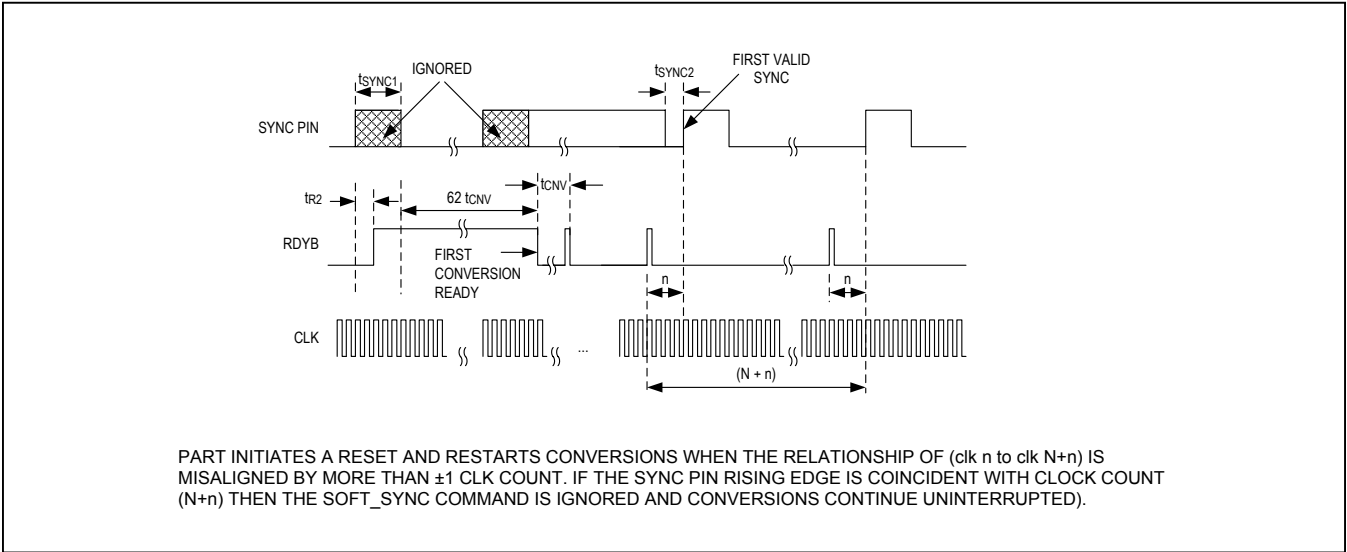 FIRST VALID
SYNC
IGNORED
tSYNC1
tSYNC2
SYNC PIN
tR2
62 tCNV
tCNV
RDYB
FIRST
CONVERSION
READY
n
n
CLK
...
(N + n)
PART INITIATES A RESET AND RESTARTS CONVERSIONS WHEN THE RELATIONSHIP OF (clk n to clk N+n) IS
MISALIGNED BY MORE THAN ±1 CLK COUNT. IF THE SYNC PIN RISING EDGE IS COINCIDENT WITH CLOCK COUNT
(N+n) THEN THE SOFT_SYNC COMMAND IS IGNORED AND CONVERSIONS CONTINUE UNINTERRUPTED).